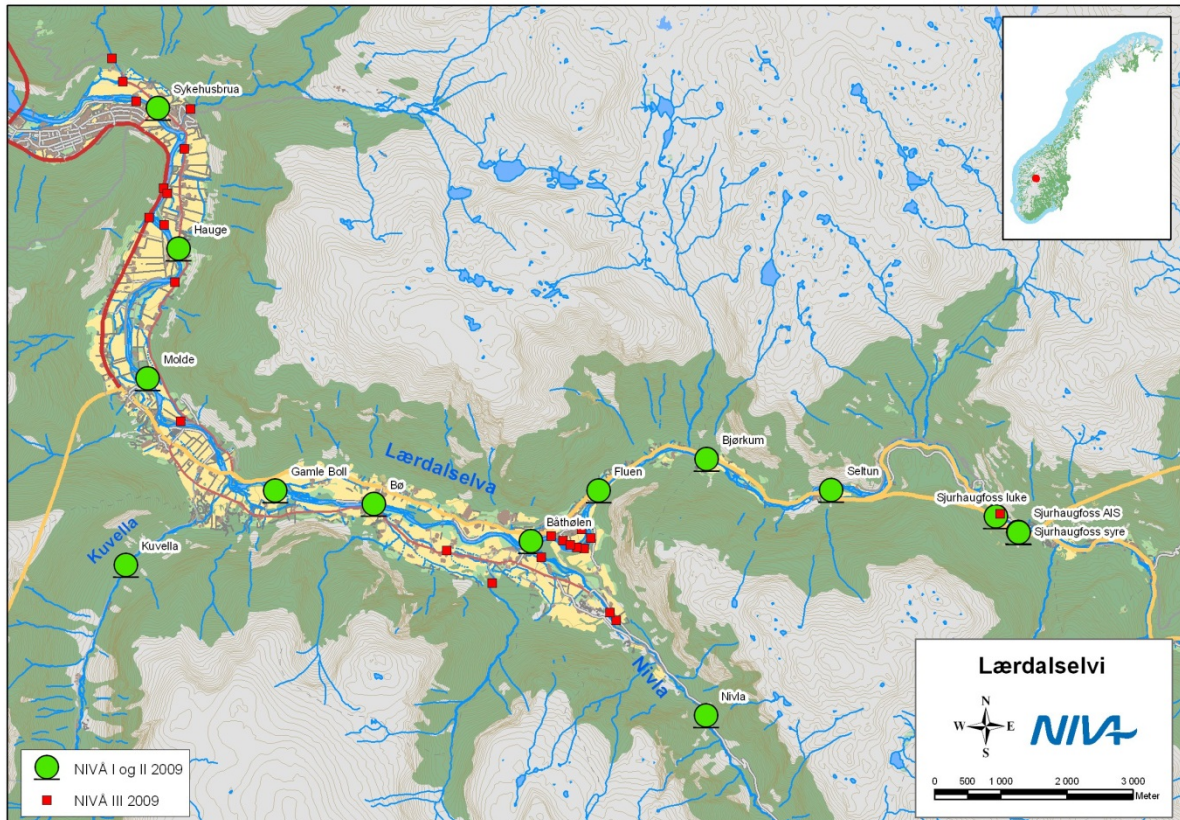 Sykehusbrua
Hauge
Molde
Gamle Boll
Bø
Lærdalselva
Båthølen
Fluen
Bjørkum
Seltun
Sjurhaugfoss luke
Sjurhaugfoss AIS
Sjurhaugfoss syre
Kuvella
Kuvella
Nivla
Nivla
NIVÅ I og II 2009
NIVÅ III 2009
Lærdalselvi
N
W E
S
NIVA
0 500 1 000 2 000 3 000
Meter